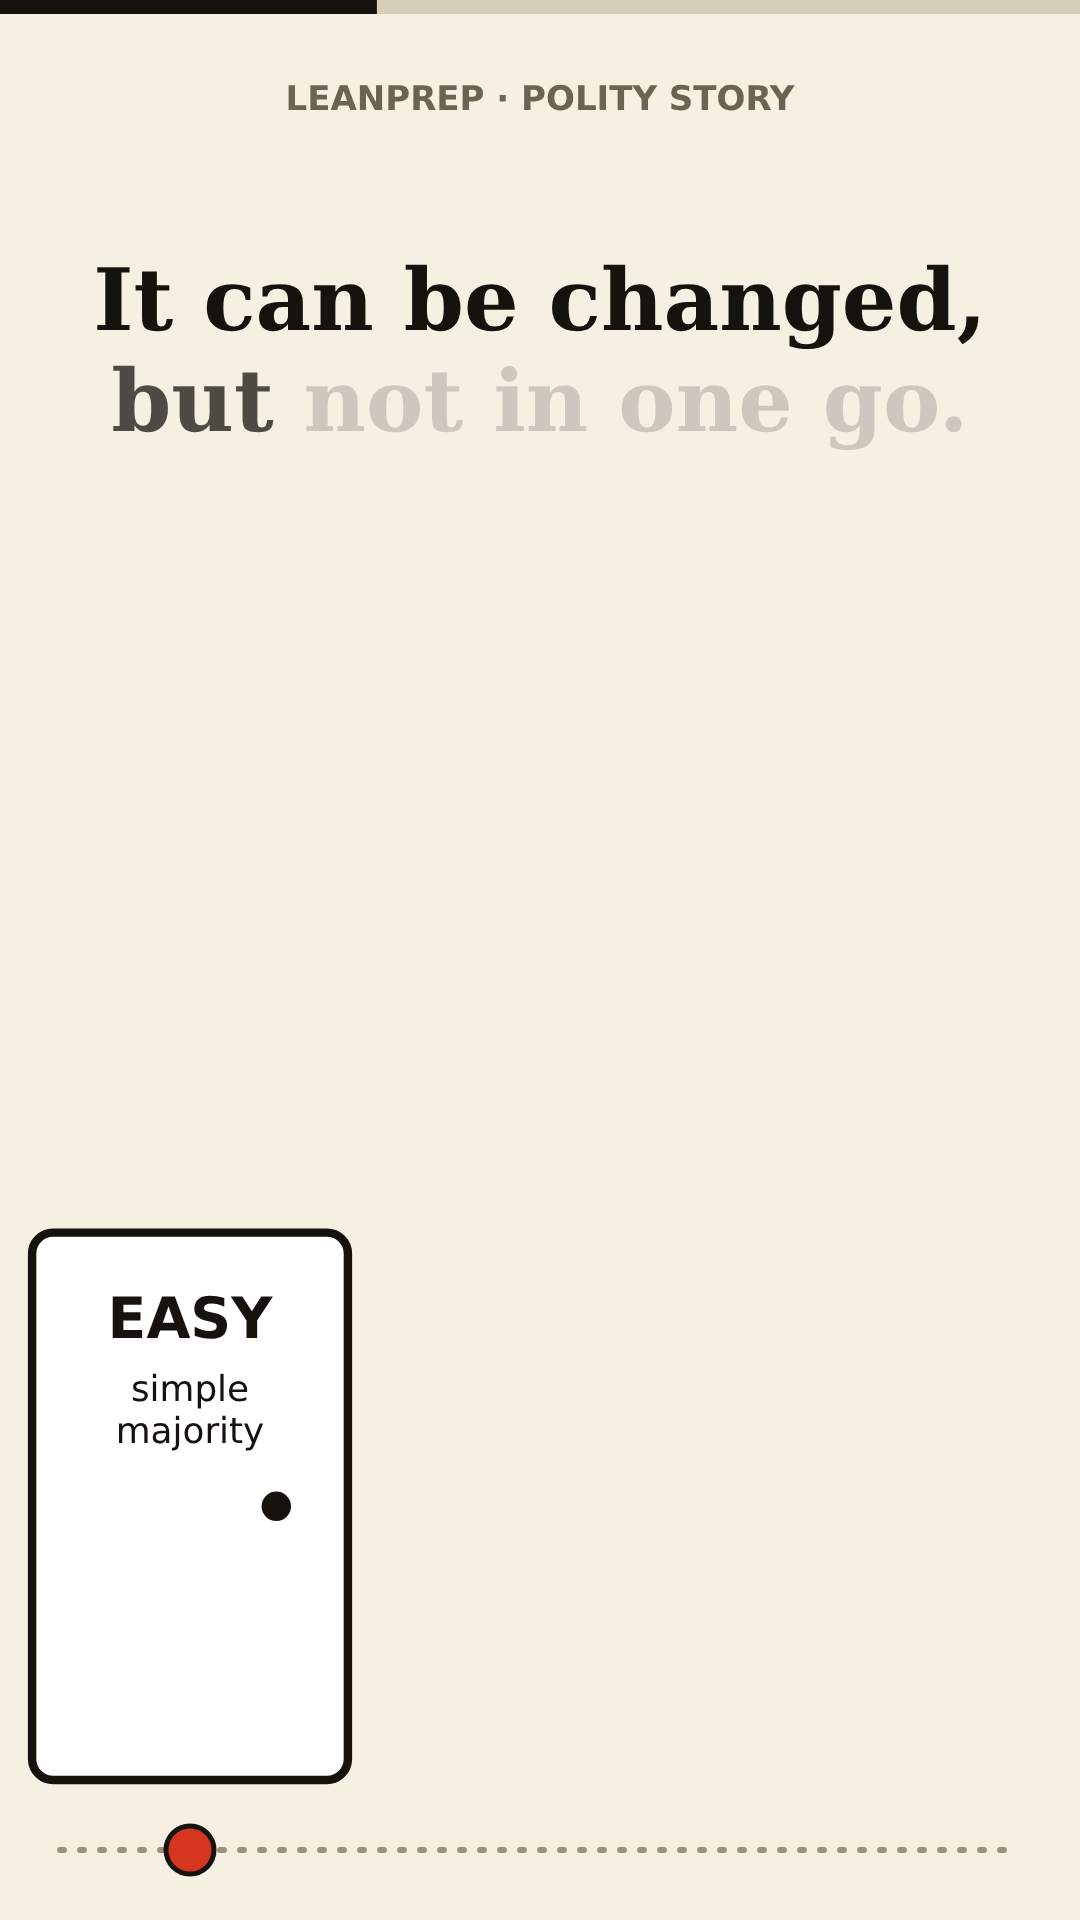 LEANPREP · POLITY STORY
It can be changed,
but not in one go.
EASY
simple
majority